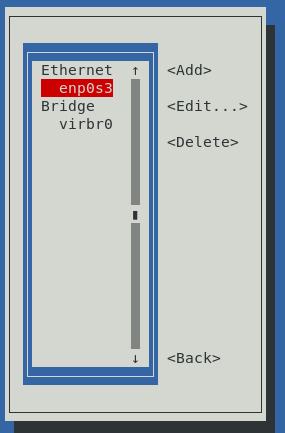 Ethernet ↑ <Add>
enp0s3
Bridge <Edit...>
virbr0
<Delete>
↓ <Back>